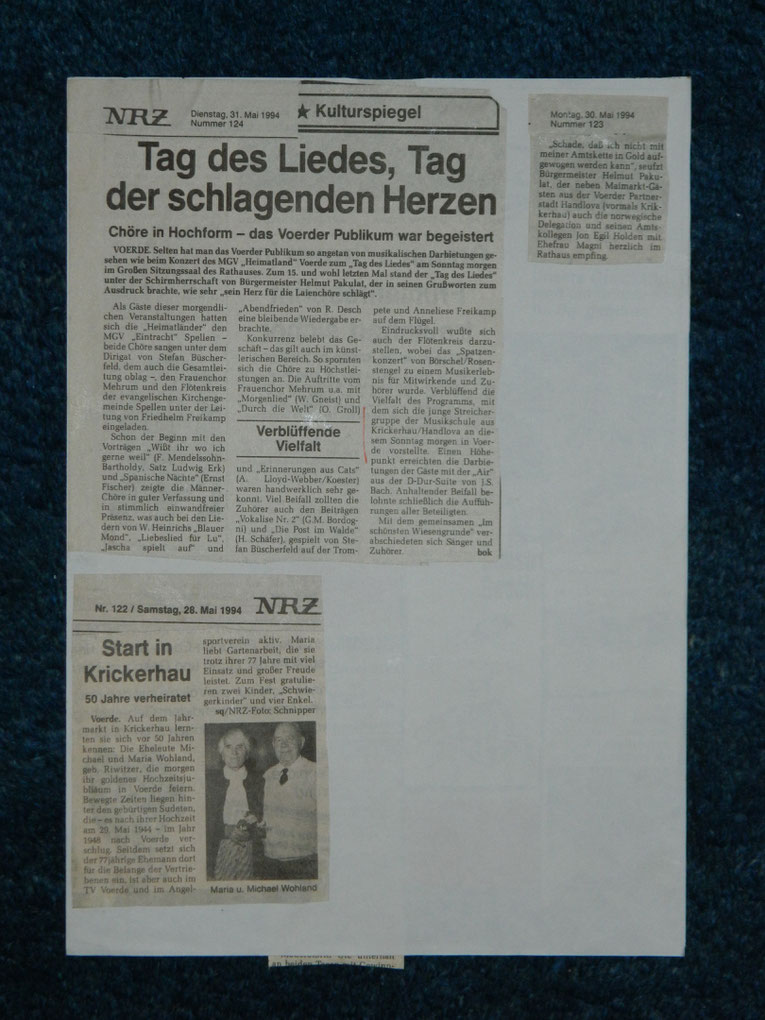 NRZ Dienstag, 31. Mai 1994
Nummer 124
★ Kulturspiegel
Tag des Liedes, Tag
der schlagenden Herzen
Chöre in Hochform – das Voerder Publikum war begeistert
VOERDE. Selten hat man das Voerder Publikum so angetan von musikalischen Darbietungen ge-
sehen wie beim Konzert des MGV „Heimatland“ Voerde zum „Tag des Liedes“ am Sonntag morgen
im Großen Sitzungssaal des Rathauses. Zum 15. und wohl letzten Mal stand der „Tag des Liedes“
unter der Schirmherrschaft von Bürgermeister Helmut Pakulat, der in seinen Grußworten zum
Ausdruck brachte, wie sehr „sein Herz für die Laienchöre schlägt“.
Als Gäste dieser morgendli-
chen Veranstaltungen hatten
sich die „Heimatländer“ den
MGV „Eintracht“ Spellen –
beide Chöre sangen unter dem
Dirigat von Stefan Büscher-
feld, dem auch die Gesamtlei-
tung oblag –, den Frauenchor
Mehrum und den Flötenkreis
der evangelischen Kirchenge-
meinde Spellen unter der Lei-
tung von Friedhelm Freikamp
eingeladen.
Schon der Beginn mit den
Vorträgen „Wißt ihr wo ich
gerne weil“ (F. Mendelssohn-
Bartholdy, Satz Ludwig Erk)
und „Spanische Nächte“ (Ernst
Fischer) zeigte die Männer-
Chöre in guter Verfassung und
in stimmlich einwandfreier
Präsenz, was auch bei den Lie-
dern von W. Heinrichs „Blauer
Mond“, „Liebeslied für Lu“,
„Jascha spielt auf“ und
„Abendfrieden“ von R. Desch
eine bleibende Wiedergabe er-
brachte.
Konkurrenz belebt das Ge-
schäft – das gilt auch im künst-
lerischen Bereich. So spornten
sich die Chöre zu Höchstlei-
stungen an. Die Auftritte vom
Frauenchor Mehrum u.a. mit
„Morgenlied“ (W. Gneist) und
„Durch die Welt“ (O. Groll)
Verblüffende
Vielfalt
und „Erinnerungen aus Cats“
(A. Lloyd-Webber/Koester)
waren handwerklich sehr ge-
konnt. Viel Beifall zollten die
Zuhörer auch den Beiträgen
„Vokalise Nr. 2“ (G.M. Bordog-
ni) und „Die Post im Walde“
(H. Schäfer), gespielt von Ste-
fan Büscherfeld auf der Trom-
pete und Anneliese Freikamp
auf dem Flügel.
Eindrucksvoll wußte sich
auch der Flötenkreis darzu-
stellen, wobei das „Spatzen-
konzert“ von Börschel/Rosen-
stengel zu einem Musikerleb-
nis für Mitwirkende und Zu-
hörer wurde. Verblüffend die
Vielfalt des Programms, mit
dem sich die junge Streicher-
gruppe der Musikschule aus
Krickerhau/Handlova an die-
sem Sonntag morgen in Voer-
de vorstellte. Einen Höhe-
punkt erreichten die Darbie-
tungen der Gäste mit der „Air“
aus der D-Dur-Suite von J.S.
Bach. Anhaltender Beifall be-
lohnte schließlich die Auffüh-
rungen aller Beteiligten.
Mit dem gemeinsamen „Im
schönsten Wiesengrunde“ ver-
abschiedeten sich Sänger und
Zuhörer. bok
Montag, 30. Mai 1994
Nummer 123
„Schade, daß ich nicht mit
meiner Amtskette in Gold auf-
gewogen werden kann“, seufzt
Bürgermeister Helmut Paku-
lat, der neben Maimarkt-Gä-
sten aus der Voerder Partner-
stadt Handlova (vormals Krik-
kerhau) auch die norwegische
Delegation und seinen Amts-
kollegen Jon Egil Holden mit
Ehefrau Magni herzlich im
Rathaus empfing.
Nr. 122 / Samstag, 28. Mai 1994 NRZ
Start in
Krickerhau
50 Jahre verheiratet
Voerde. Auf dem Jahr-
markt in Krickerhau lern-
ten sie sich vor 50 Jahren
kennen: Die Eheleute Mi-
chael und Maria Wohland,
geb. Riwitzer, die morgen
ihr goldenes Hochzeitsju-
biläum in Voerde feiern.
Bewegte Zeiten liegen hin-
ter den gebürtigen Sudeten,
die – es nach ihrer Hochzeit
am 29. Mai 1944 – im Jahr
1948 nach Voerde ver-
schlug. Seitdem setzt sich
der 77jährige Ehemann dort
für die Belange der Vertrie-
benen ein, ist aber auch im
TV Voerde und im Angel-
sportverein aktiv. Maria
liebt Gartenarbeit, die sie
trotz ihrer 77 Jahre mit viel
Einsatz und großer Freude
leistet. Zum Fest gratulie-
ren zwei Kinder, „Schwie-
gerkinder“ und vier Enkel.
sq/NRZ-Foto: Schnipper
Maria u. Michael Wohland
an beiden